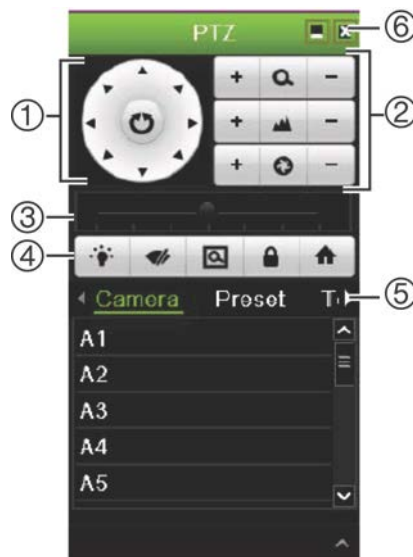 PTZ
⑥
①
②
+ -
+ -
+ -
③
④
Camera Preset T
⑤
A1
A2
A3
A4
A5